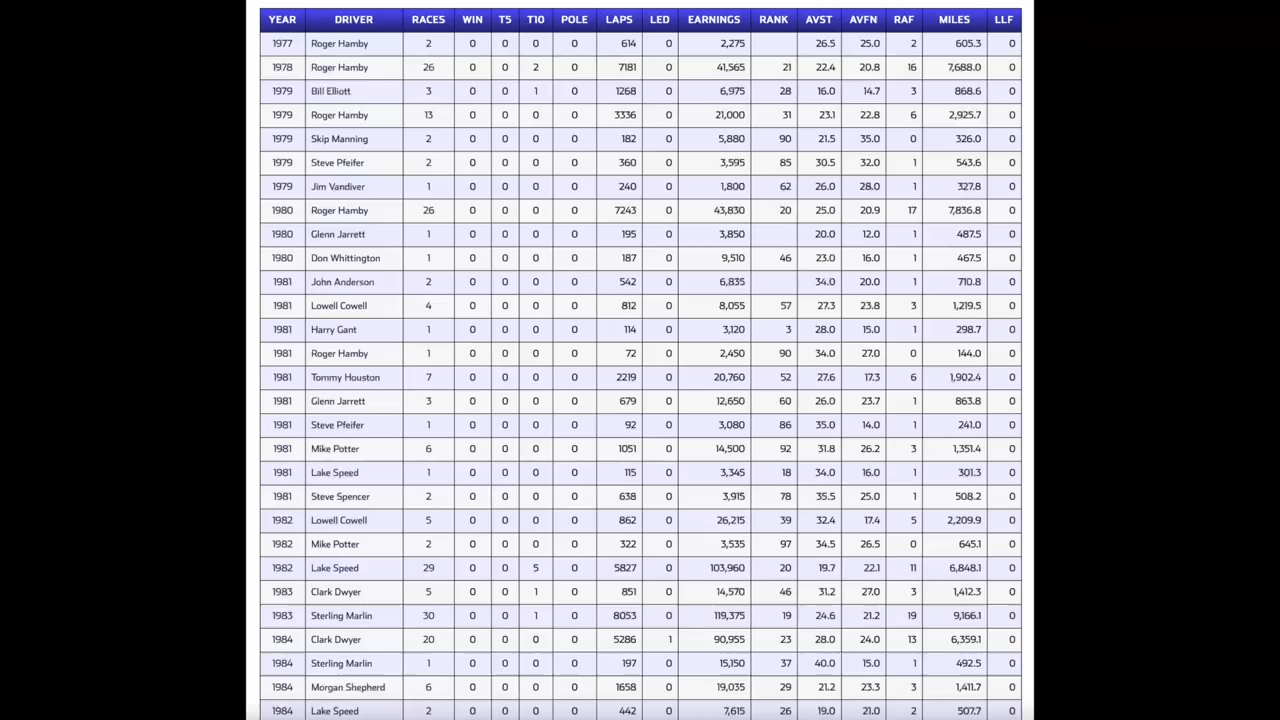 YEAR DRIVER RACES WIN T5 T10 POLE LAPS LED EARNINGS RANK AVST AVFN RAF MILES LLF
1977 Roger Hamby 2 0 0 0 0 614 0 2,275 26.5 25.0 2 605.3 0
1978 Roger Hamby 26 0 0 2 0 7181 0 41,565 21 22.4 20.8 16 7,688.0 0
1979 Bill Elliott 3 0 0 1 0 1268 0 6,975 28 16.0 14.7 3 868.6 0
1979 Roger Hamby 13 0 0 0 0 3336 0 21,000 31 23.1 22.8 6 2,925.7 0
1979 Skip Manning 2 0 0 0 0 182 0 5,880 90 21.5 35.0 0 326.0 0
1979 Steve Pfeifer 2 0 0 0 0 360 0 3,595 85 30.5 32.0 1 543.6 0
1979 Jim Vandiver 1 0 0 0 0 240 0 1,800 62 26.0 28.0 1 327.8 0
1980 Roger Hamby 26 0 0 0 0 7243 0 43,830 20 25.0 20.9 17 7,836.8 0
1980 Glenn Jarrett 1 0 0 0 0 195 0 3,850 20.0 12.0 1 487.5 0
1980 Don Whittington 1 0 0 0 0 187 0 9,510 46 23.0 16.0 1 467.5 0
1981 John Anderson 2 0 0 0 0 542 0 6,835 34.0 20.0 1 710.8 0
1981 Lowell Cowell 4 0 0 0 0 812 0 8,055 57 27.3 23.8 3 1,219.5 0
1981 Harry Gant 1 0 0 0 0 114 0 3,120 3 28.0 15.0 1 298.7 0
1981 Roger Hamby 1 0 0 0 0 72 0 2,450 90 34.0 27.0 0 144.0 0
1981 Tommy Houston 7 0 0 0 0 2219 0 20,760 52 27.6 17.3 6 1,902.4 0
1981 Glenn Jarrett 3 0 0 0 0 679 0 12,650 60 26.0 23.7 1 863.8 0
1981 Steve Pfeifer 1 0 0 0 0 92 0 3,080 86 35.0 14.0 1 241.0 0
1981 Mike Potter 6 0 0 0 0 1051 0 14,500 92 31.8 26.2 3 1,351.4 0
1981 Lake Speed 1 0 0 0 0 115 0 3,345 18 34.0 16.0 1 301.3 0
1981 Steve Spencer 2 0 0 0 0 638 0 3,915 78 35.5 25.0 1 508.2 0
1982 Lowell Cowell 5 0 0 0 0 862 0 26,215 39 32.4 17.4 5 2,209.9 0
1982 Mike Potter 2 0 0 0 0 322 0 3,535 97 34.5 26.5 0 645.1 0
1982 Lake Speed 29 0 0 5 0 5827 0 103,960 20 19.7 22.1 11 6,848.1 0
1983 Clark Dwyer 5 0 0 1 0 851 0 14,570 46 31.2 27.0 3 1,412.3 0
1983 Sterling Marlin 30 0 0 1 0 8053 0 119,375 19 24.6 21.2 19 9,166.1 0
1984 Clark Dwyer 20 0 0 0 0 5286 1 90,955 23 28.0 24.0 13 6,359.1 0
1984 Sterling Marlin 1 0 0 0 0 197 0 15,150 37 40.0 15.0 1 492.5 0
1984 Morgan Shepherd 6 0 0 0 0 1658 0 19,035 29 21.2 23.3 3 1,411.7 0
1984 Lake Speed 2 0 0 0 0 442 0 7,615 26 19.0 21.0 2 507.7 0